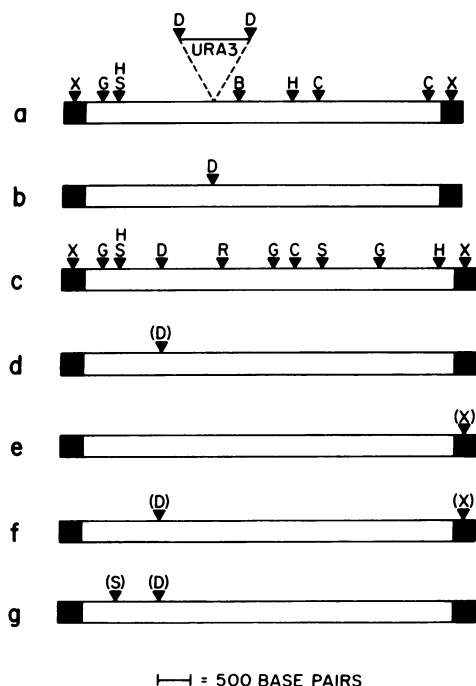 D D
URA3
H
X G S B H C C X
a
D
b
H
X G S D R G C S G H X
c
(D)
d
(X)
e
(D) (X)
f
(S) (D)
g
= 500 BASE PAIRS